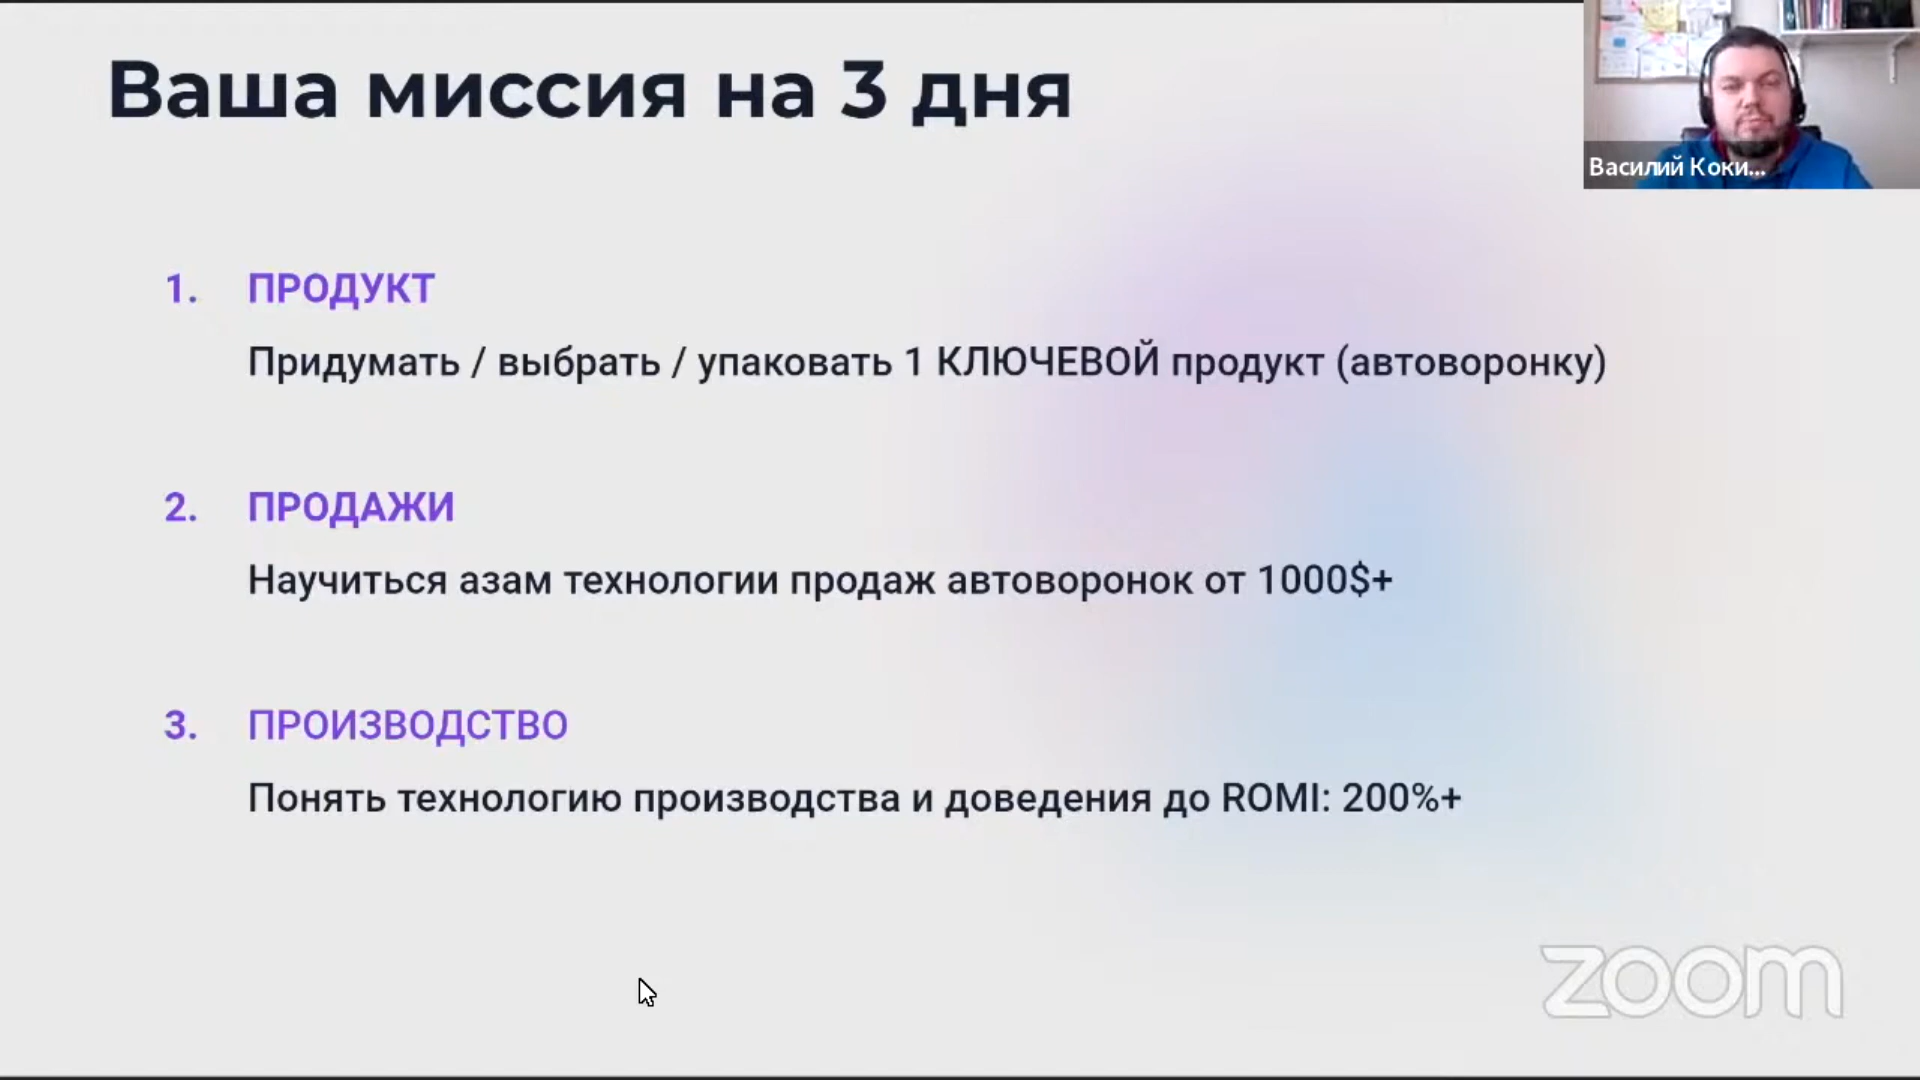 Ваша миссия на 3 дня
Василий Коки...
1. ПРОДУКТ
Придумать / выбрать / упаковать 1 КЛЮЧЕВОЙ продукт (автоворонку)
2. ПРОДАЖИ
Научиться азам технологии продаж автоворонок от 1000$+
3. ПРОИЗВОДСТВО
Понять технологию производства и доведения до ROMI: 200%+
zoom